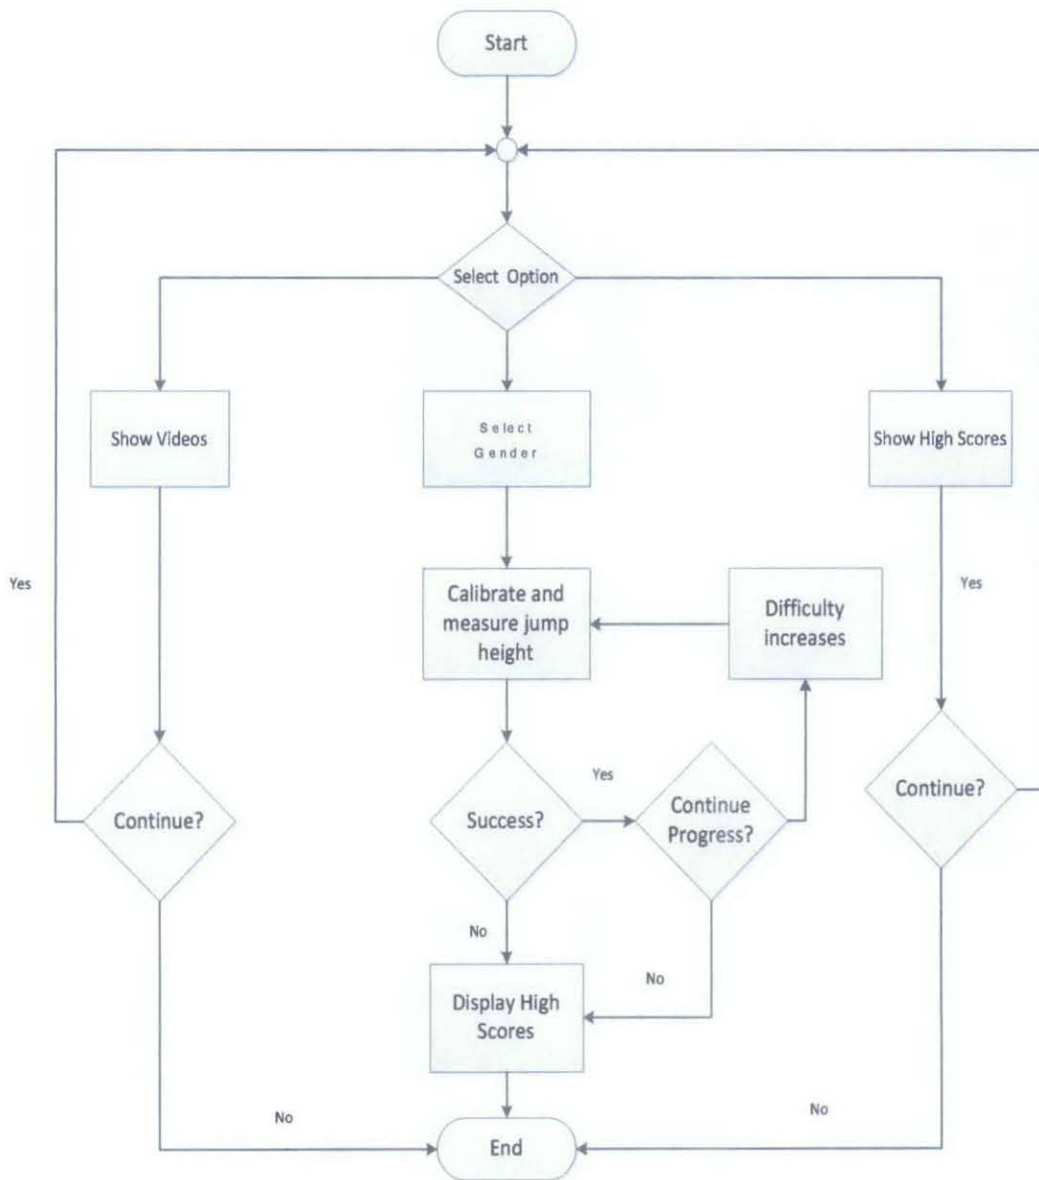 Start
Select Option
Show Videos
Select
Gender
Show High Scores
Yes
Calibrate and
measure jump
height
Difficulty
increases
Yes
Continue?
Success?
Yes
Continue
Progress?
Continue?
No
Display High
Scores
No
No
End
No